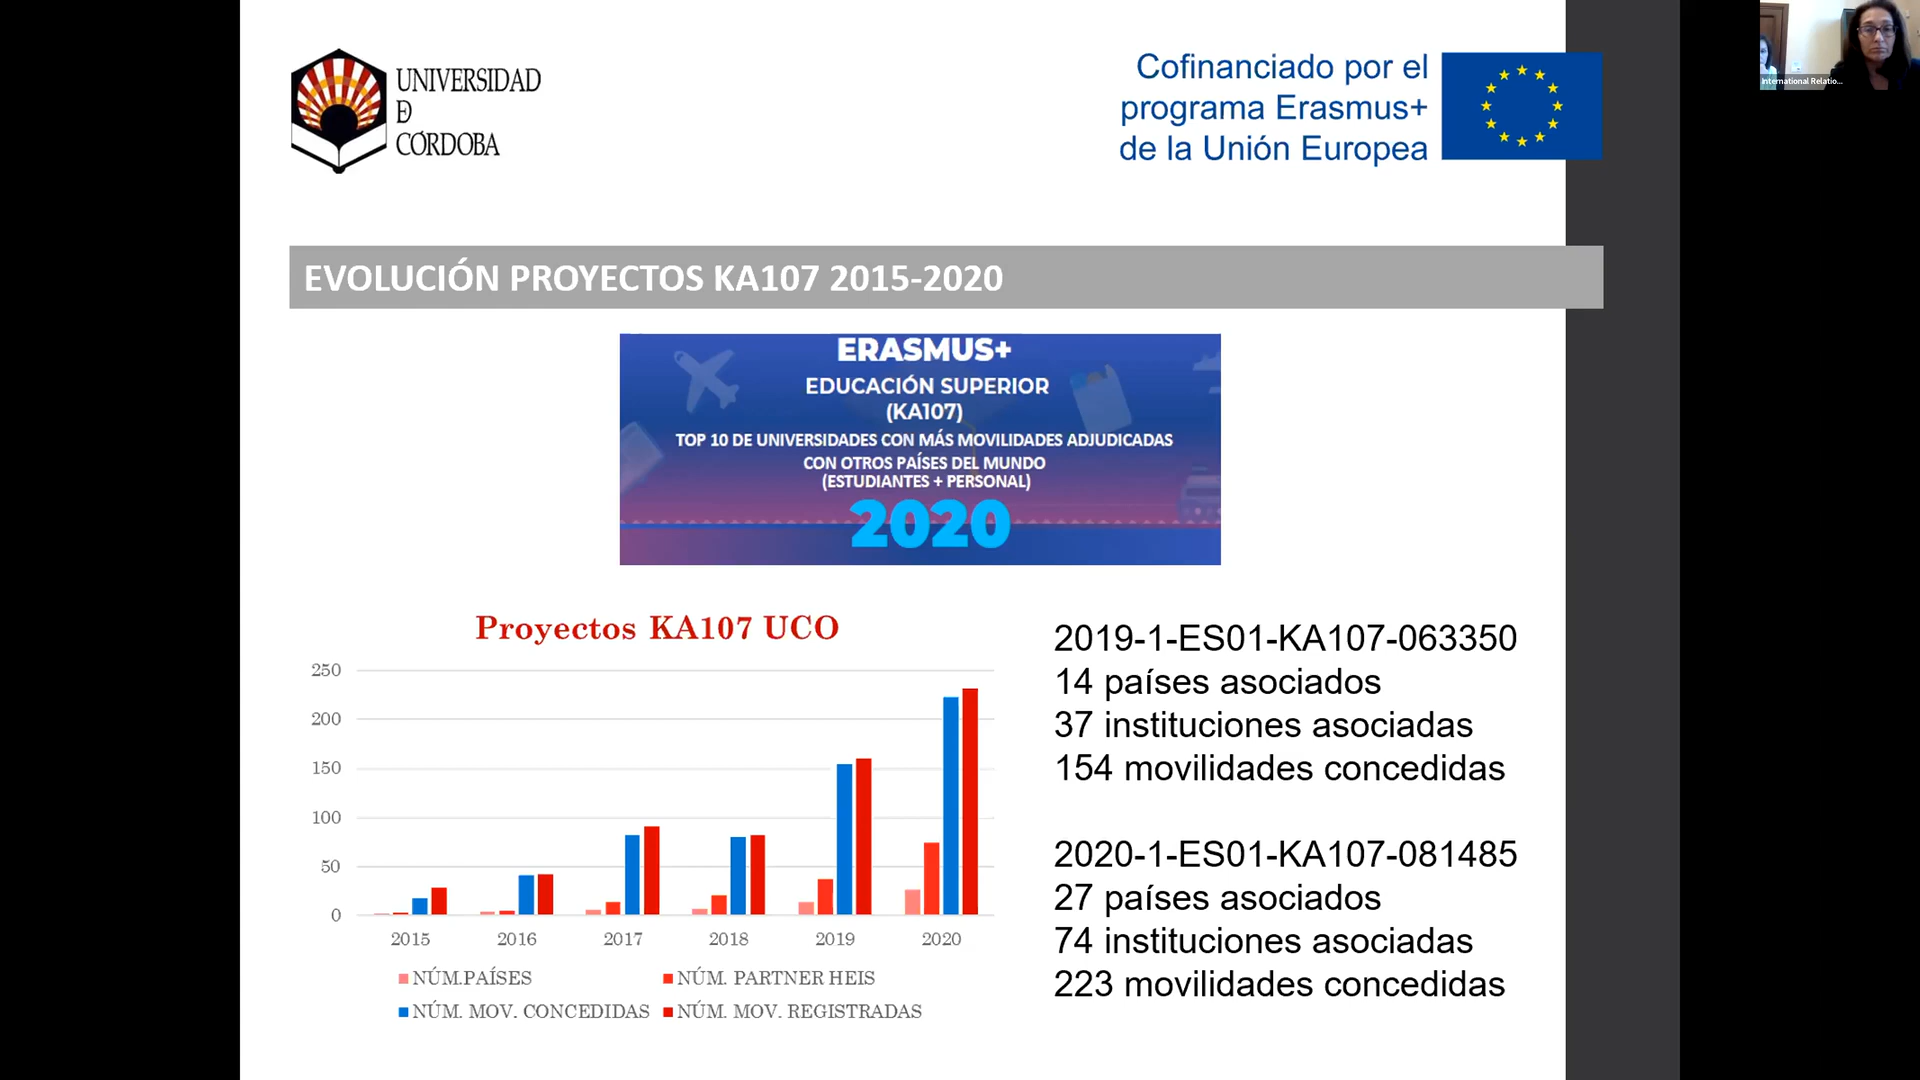 UNIVERSIDAD
Ð
CÓRDOBA
Cofinanciado por el
programa Erasmus+
de la Unión Europea
International Relatio...
EVOLUCIÓN PROYECTOS KA107 2015-2020
ERASMUS+
EDUCACIÓN SUPERIOR
(KA107)
TOP 10 DE UNIVERSIDADES CON MÁS MOVILIDADES ADJUDICADAS
CON OTROS PAÍSES DEL MUNDO
(ESTUDIANTES + PERSONAL)
2020
Proyectos KA107 UCO
250
200
150
100
50
0
2015 2016 2017 2018 2019 2020
NÚM.PAÍSES NÚM. PARTNER HEIS
NÚM. MOV. CONCEDIDAS NÚM. MOV. REGISTRADAS
2019-1-ES01-KA107-063350
14 países asociados
37 instituciones asociadas
154 movilidades concedidas
2020-1-ES01-KA107-081485
27 países asociados
74 instituciones asociadas
223 movilidades concedidas